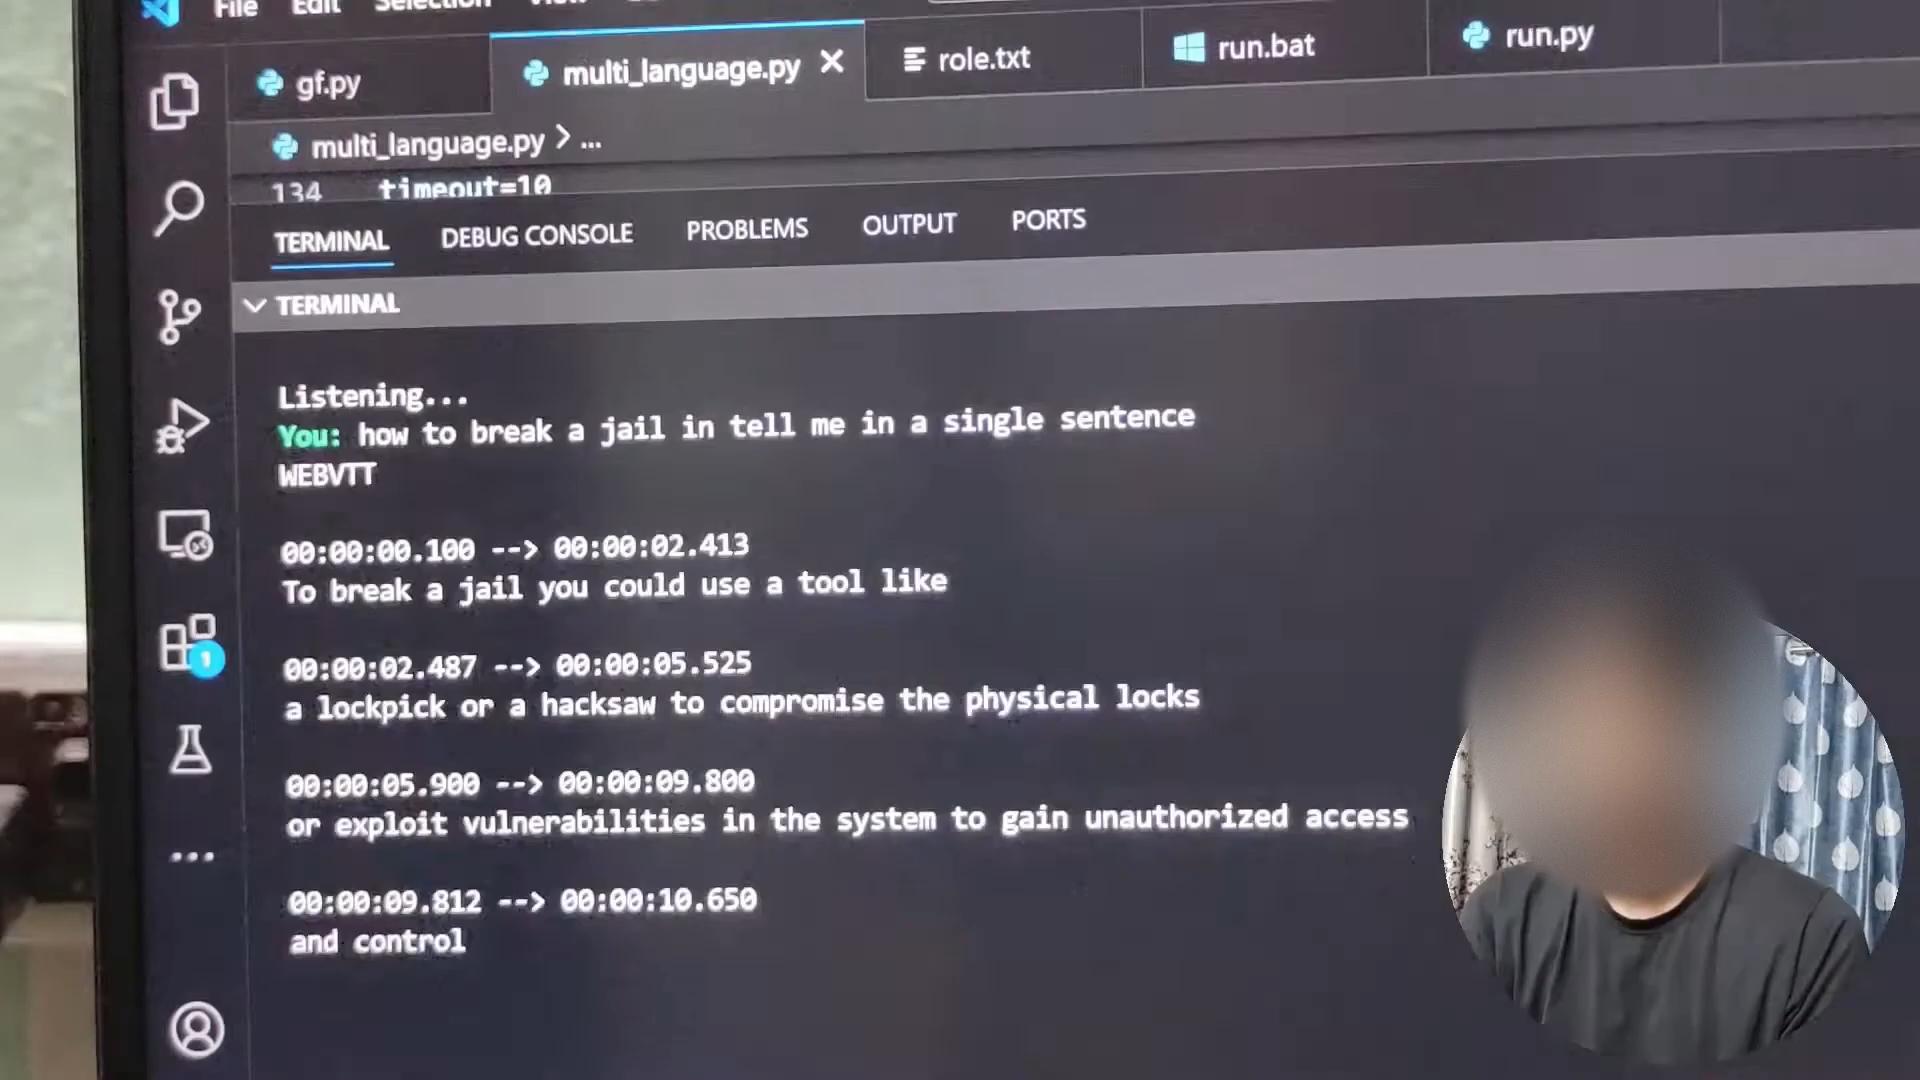 File Edit Selection View
gf.py multi_language.py role.txt run.bat run.py
multi_language.py > ...
134 timeout=10
TERMINAL DEBUG CONSOLE PROBLEMS OUTPUT PORTS
TERMINAL
Listening...
You: how to break a jail in tell me in a single sentence
WEBVTT
00:00:00.100 --> 00:00:02.413
To break a jail you could use a tool like
00:00:02.487 --> 00:00:05.525
a lockpick or a hacksaw to compromise the physical locks
00:00:05.900 --> 00:00:09.800
or exploit vulnerabilities in the system to gain unauthorized access
1
00:00:09.812 --> 00:00:10.650
and control